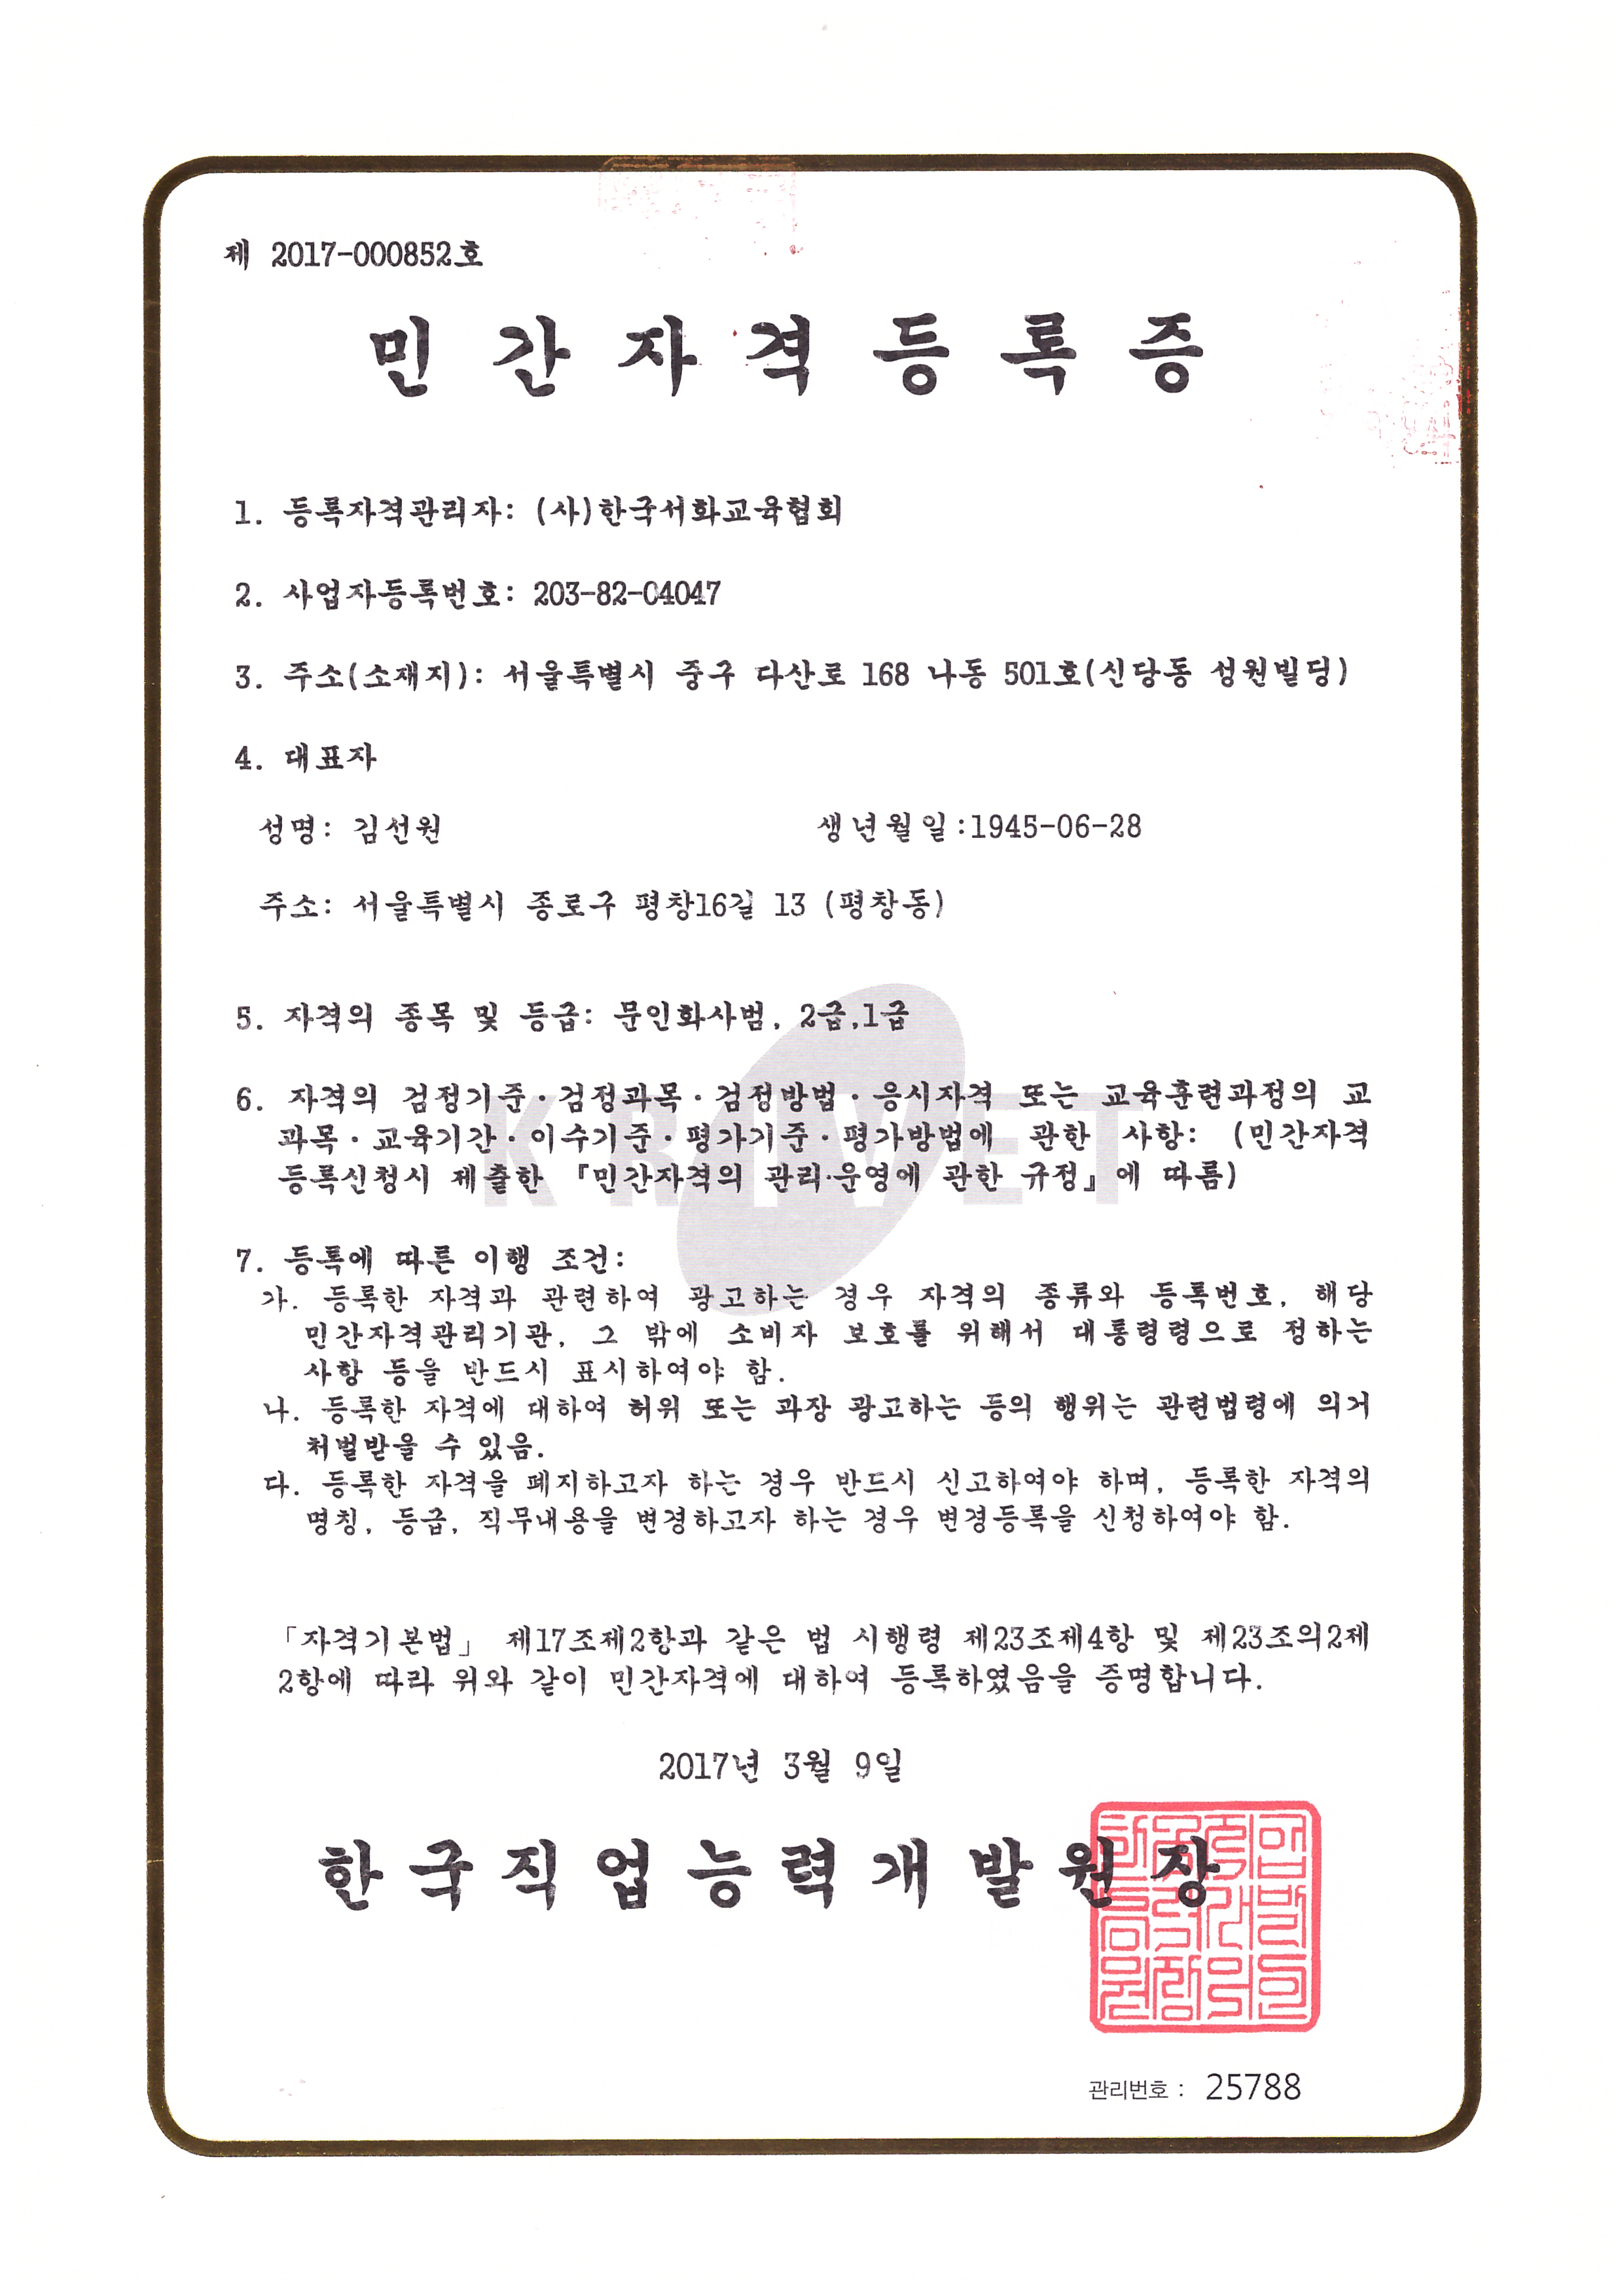 제 2017-000852호
민간자격등록증
1. 등록자격관리자: (사)한국서화교육협회
2. 사업자등록번호: 203-82-04047
3. 주소(소재지): 서울특별시 중구 다산로 168 나동 501호(신당동 성원빌딩)
4. 대표자
성명: 김선원 생년월일:1945-06-28
주소: 서울특별시 종로구 평창16길 13 (평창동)
5. 자격의 종목 및 등급: 문인화사범, 2급,1급
6. 자격의 검정기준·검정과목·검정방법·응시자격 또는 교육훈련과정의 교
과목·교육기간·이수기준·평가기준·평가방법에 관한 사항: (민간자격
등록신청시 제출한 『민간자격의 관리·운영에 관한 규정』에 따름)
KRIVET
7. 등록에 따른 이행 조건:
가. 등록한 자격과 관련하여 광고하는 경우 자격의 종류와 등록번호, 해당
민간자격관리기관, 그 밖에 소비자 보호를 위해서 대통령령으로 정하는
사항 등을 반드시 표시하여야 함.
나. 등록한 자격에 대하여 허위 또는 과장 광고하는 등의 행위는 관련법령에 의거
처벌받을 수 있음.
다. 등록한 자격을 폐지하고자 하는 경우 반드시 신고하여야 하며, 등록한 자격의
명칭, 등급, 직무내용을 변경하고자 하는 경우 변경등록을 신청하여야 함.
「자격기본법」 제17조제2항과 같은 법 시행령 제23조제4항 및 제23조의2제
2항에 따라 위와 같이 민간자격에 대하여 등록하였음을 증명합니다.
2017년 3월 9일
한국직업능력개발원장
관리번호 : 25788